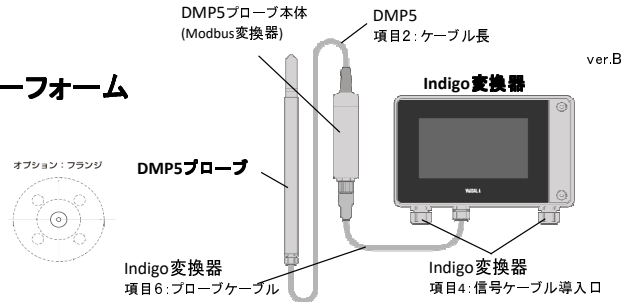 DMP5プローブ本体
(Modbus変換器)
DMP5
項目2:ケーブル長
ver.B
ーフォーム
Indigo変換器
オプション：フランジ
DMP5プローブ
VAISALA
Indigo変換器
項目6:プローブケーブル
Indigo変換器
項目4:信号ケーブル導入口